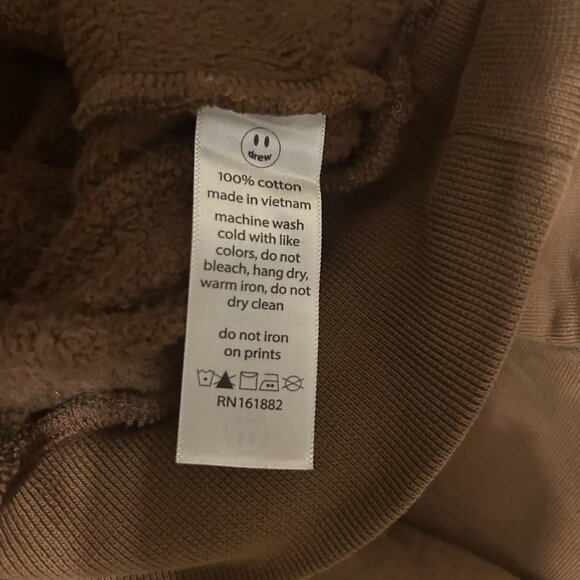 drew
100% cotton
made in vietnam
machine wash
cold with like
colors, do not
bleach, hang dry,
warm iron, do not
dry clean
do not iron
on prints
RN161882